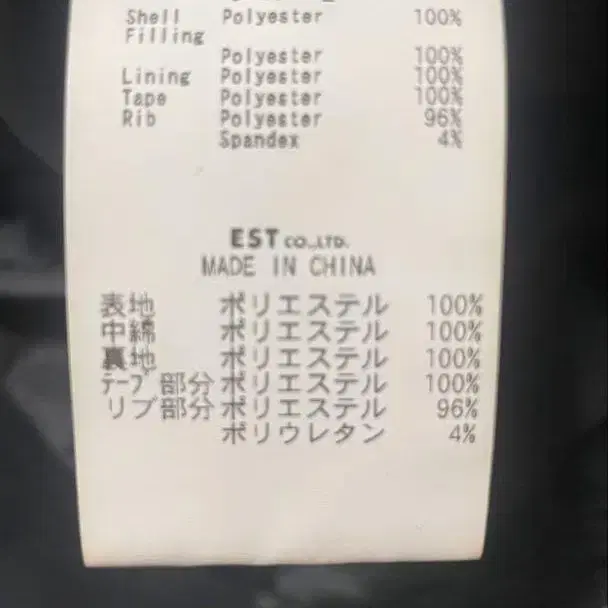 Shell Polyester 100%
Filling
Polyester 100%
Lining Polyester 100%
Tape Polyester 100%
Rib Polyester 96%
Spandex 4%
EST CO.,LTD.
MADE IN CHINA
表地 ポリエステル 100%
中綿 ポリエステル 100%
裏地 ポリエステル 100%
テープ部分 ポリエステル 100%
リブ部分 ポリエステル 96%
ポリウレタン 4%